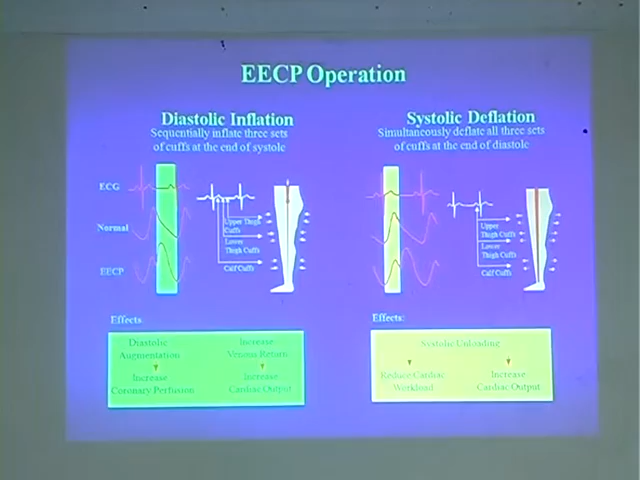 EECP Operation
Diastolic Inflation
Sequentially inflate three sets
of cuffs at the end of systole
ECG
Normal
EECP
Upper Thigh
Cuffs
Lower
Thigh Cuffs
Calf Cuffs
Effects
Diastolic
Augmentation
Increase
Coronary Perfusion
Increase
Venous Return
Increase
Cardiac Output
Systolic Deflation
Simultaneously deflate all three sets
of cuffs at the end of diastole
Upper
Thigh Cuffs
Lower
Thigh Cuffs
Calf Cuffs
Effects:
Systolic Unloading
Reduce Cardiac
Workload
Increase
Cardiac Output